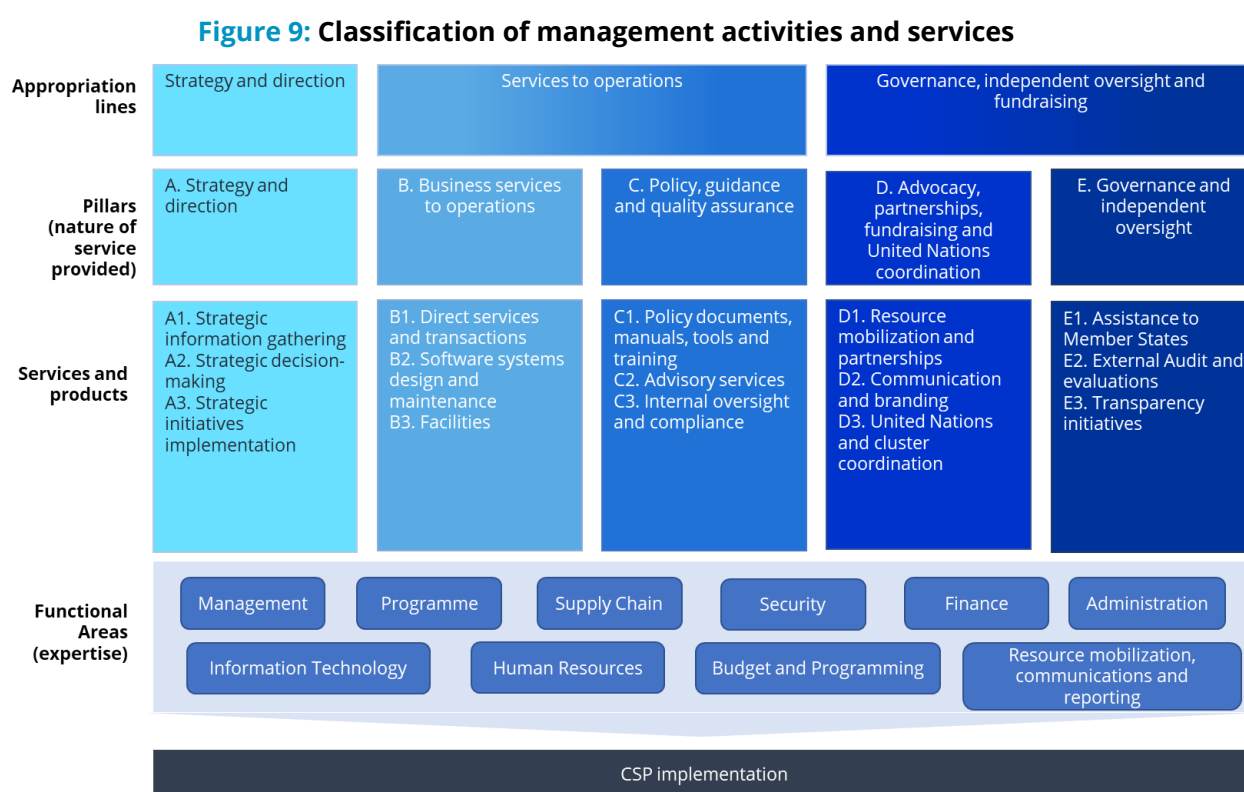 Figure 9: Classification of management activities and services
Appropriation
lines
Strategy and direction
Services to operations
Governance, independent oversight and
fundraising
Pillars
(nature of
service
provided)
A. Strategy and
direction
B. Business services
to operations
C. Policy, guidance
and quality assurance
D. Advocacy,
partnerships,
fundraising and
United Nations
coordination
E. Governance and
independent
oversight
Services and
products
A1. Strategic
information gathering
A2. Strategic decision-
making
A3. Strategic
initiatives
implementation
B1. Direct services
and transactions
B2. Software systems
design and
maintenance
B3. Facilities
C1. Policy documents,
manuals, tools and
training
C2. Advisory services
C3. Internal oversight
and compliance
D1. Resource
mobilization and
partnerships
D2. Communication
and branding
D3. United Nations
and cluster
coordination
E1. Assistance to
Member States
E2. External Audit and
evaluations
E3. Transparency
initiatives
Functional
Areas
(expertise)
Management
Programme
Supply Chain
Security
Finance
Administration
Information Technology
Human Resources
Budget and Programming
Resource mobilization,
communications and
reporting
CSP implementation